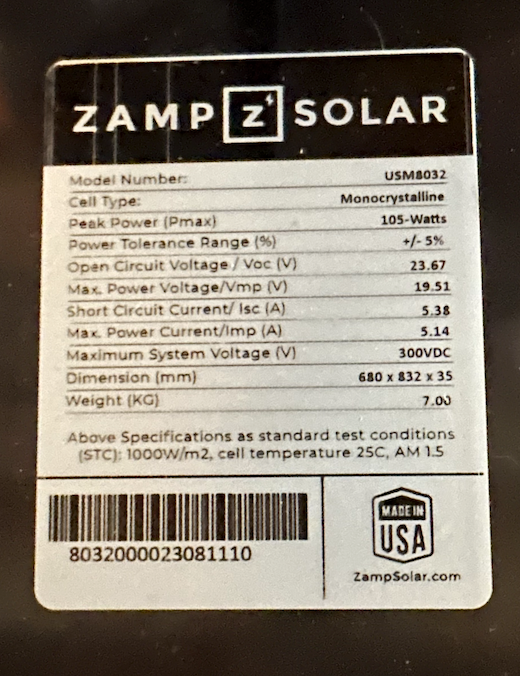 ZAMP Z SOLAR
Model Number: USM8032
Cell Type: Monocrystalline
Peak Power (Pmax) 105-Watts
Power Tolerance Range (%) +/- 5%
Open Circuit Voltage / Voc (V) 23.67
Max. Power Voltage/Vmp (V) 19.51
Short Circuit Current/ Isc (A) 5.38
Max. Power Current/Imp (A) 5.14
Maximum System Voltage (V) 300VDC
Dimension (mm) 680 x 832 x 35
Weight (KG) 7.00
Above Specifications as standard test conditions
(STC): 1000W/m2, cell temperature 25C, AM 1.5
8032000023081110
MADE IN
USA
ZampSolar.com